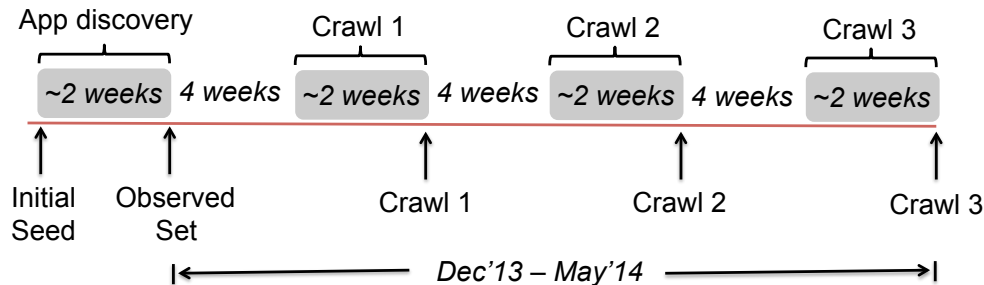 App discovery
Crawl 1
Crawl 2
Crawl 3
~2 weeks 4 weeks ~2 weeks 4 weeks ~2 weeks 4 weeks ~2 weeks
Initial
Seed
Observed
Set
Crawl 1
Crawl 2
Crawl 3
Dec'13 – May'14